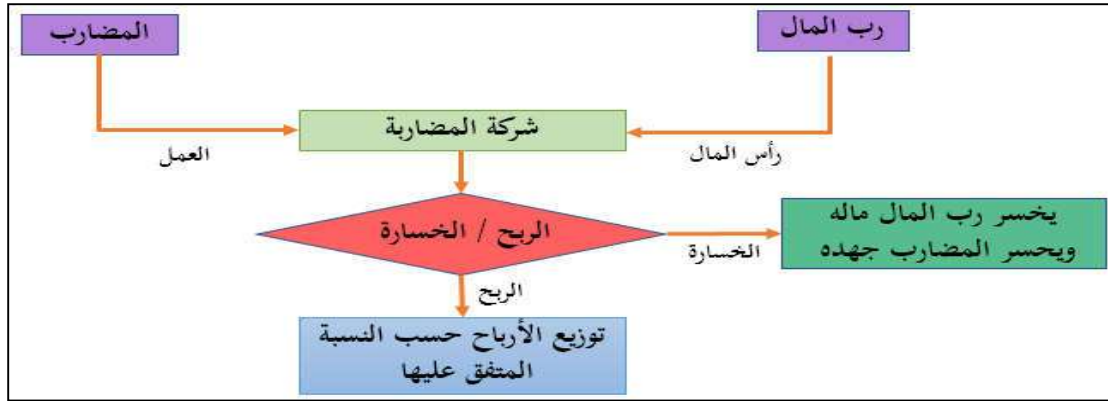 رب المال
المضارب
شركة المضاربة
رأس المال
العمل
الربح / الخسارة
يخسر رب المال ماله
ويحسر المضارب جهده
الخسارة
الربح
توزيع الأرباح حسب النسبة
المتفق عليها